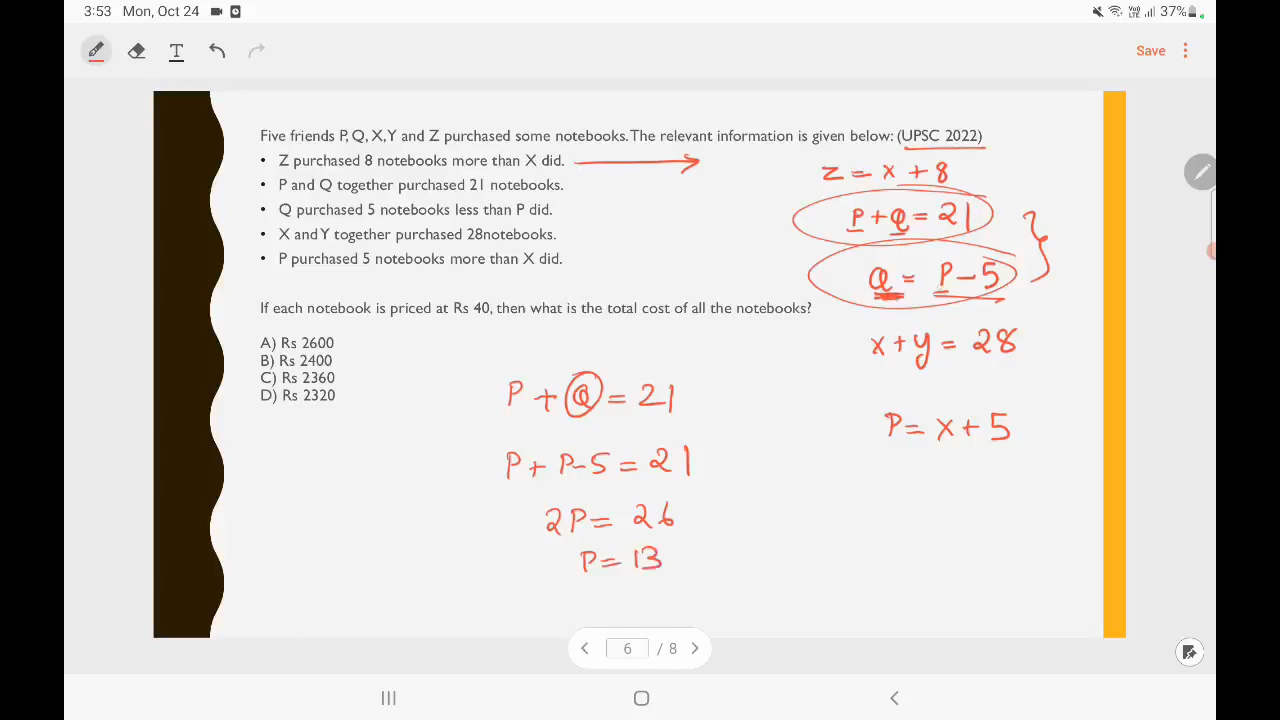 3:53 Mon, Oct 24
37%
Save
Five friends P, Q, X,Y and Z purchased some notebooks. The relevant information is given below: (UPSC 2022)
• Z purchased 8 notebooks more than X did.
• P and Q together purchased 21 notebooks.
• Q purchased 5 notebooks less than P did.
• X and Y together purchased 28notebooks.
• P purchased 5 notebooks more than X did.
If each notebook is priced at Rs 40, then what is the total cost of all the notebooks?
A) Rs 2600
B) Rs 2400
C) Rs 2360
D) Rs 2320
z = x + 8
P + Q = 21
Q = P - 5
x + y = 28
P = x + 5
P + Q = 21
P + P - 5 = 21
2P = 26
P = 13
6 / 8